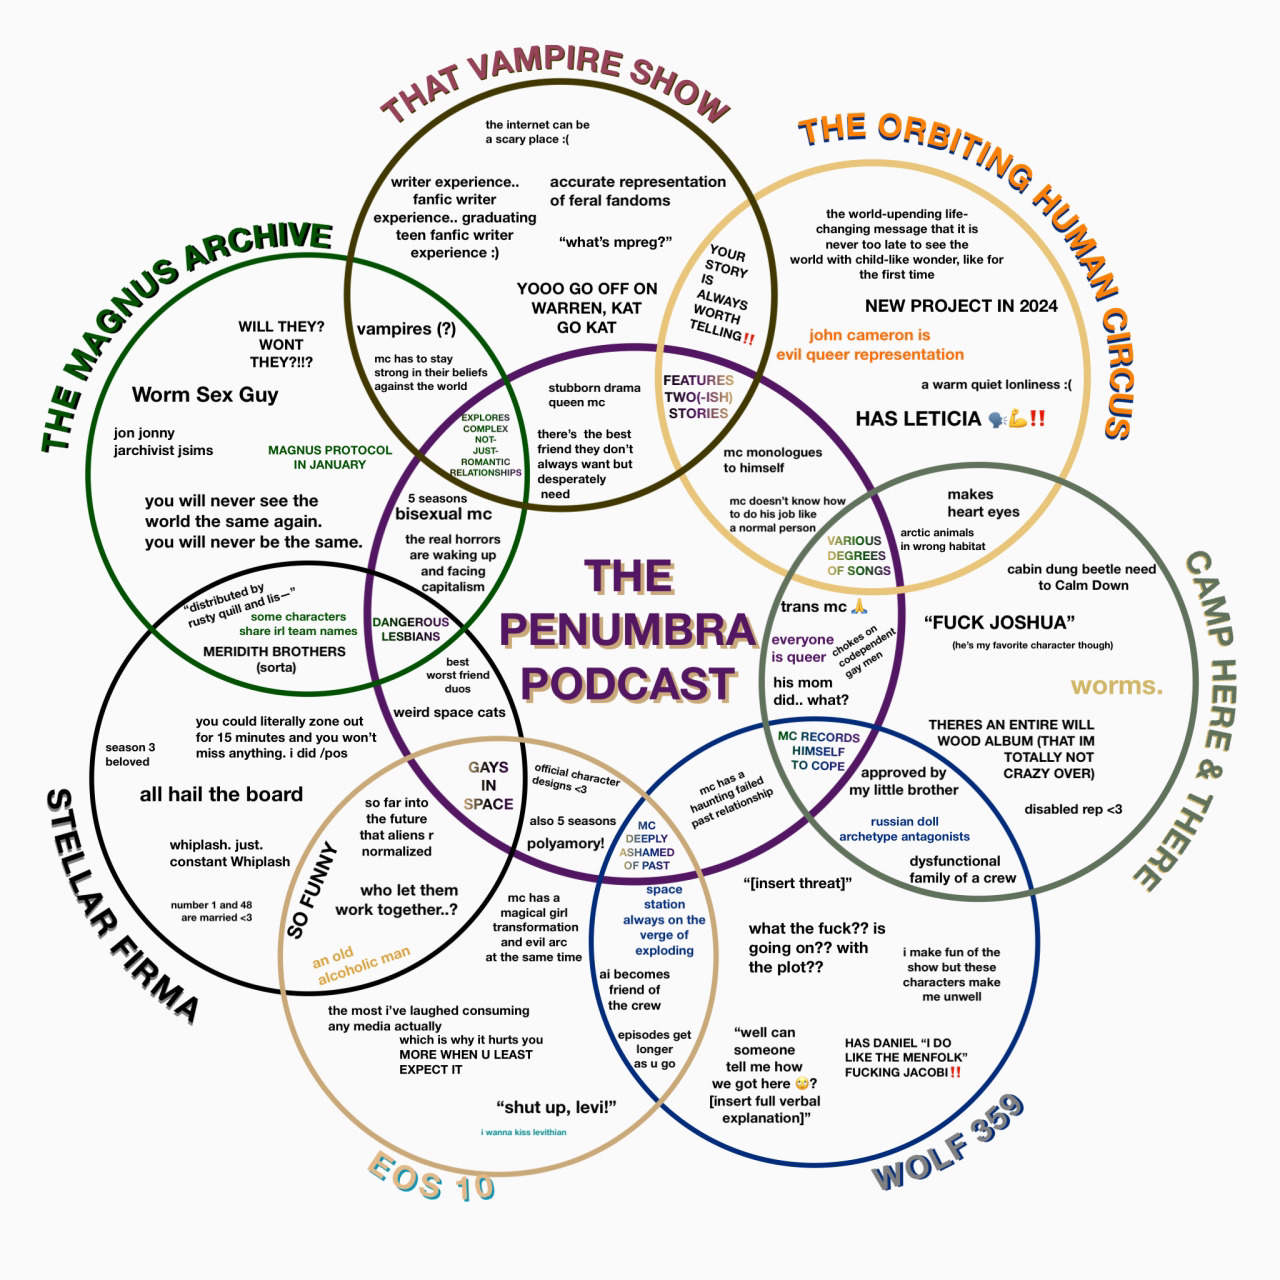 THAT VAMPIRE SHOW
the internet can be
a scary place :(
writer experience..
fanfic writer
experience.. graduating
teen fanfic writer
experience :)
accurate representation
of feral fandoms
“what’s mpreg?”
YOOO GO OFF ON
WARREN, KAT
GO KAT
YOUR
STORY
IS
ALWAYS
WORTH
TELLING‼️
THE ORBITING HUMAN CIRCUS
the world-upending life-
changing message that it is
never too late to see the
world with child-like wonder, like for
the first time
NEW PROJECT IN 2024
john cameron is
evil queer representation
a warm quiet lonliness :(
HAS LETICIA 🗣️💪‼️
THE MAGNUS ARCHIVE
WILL THEY?
WONT
THEY?!!?
Worm Sex Guy
jon jonny
jarchivist jsims
MAGNUS PROTOCOL
IN JANUARY
you will never see the
world the same again.
you will never be the same.
vampires (?)
mc has to stay
strong in their beliefs
against the world
EXPLORES
COMPLEX
NOT-
JUST-
ROMANTIC
RELATIONSHIPS
stubborn drama
queen mc
there’s the best
friend they don’t
always want but
desperately
need
FEATURES
TWO(-ISH)
STORIES
mc monologues
to himself
mc doesn’t know how
to do his job like
a normal person
VARIOUS
DEGREES
OF SONGS
makes
heart eyes
arctic animals
in wrong habitat
5 seasons
bisexual mc
the real horrors
are waking up
and facing
capitalism
THE
PENUMBRA
PODCAST
“distributed by
rusty quill and lis—”
some characters
share irl team names
MERIDITH BROTHERS
(sorta)
DANGEROUS
LESBIANS
best
worst friend
duos
weird space cats
trans mc 🙏
everyone
is queer
chokes on
codependent
gay men
his mom
did.. what?
CAMP HERE & THERE
cabin dung beetle need
to Calm Down
“FUCK JOSHUA”
(he’s my favorite character though)
worms.
THERES AN ENTIRE WILL
WOOD ALBUM (THAT IM
TOTALLY NOT
CRAZY OVER)
disabled rep <3
STELLAR FIRMA
you could literally zone out
for 15 minutes and you won’t
miss anything. i did /pos
season 3
beloved
all hail the board
whiplash. just.
constant Whiplash
number 1 and 48
are married <3
GAYS
IN
SPACE
so far into
the future
that aliens r
normalized
SO FUNNY
who let them
work together..?
an old
alcoholic man
official character
designs <3
also 5 seasons
polyamory!
mc has a
haunting failed
past relationship
MC RECORDS
HIMSELF
TO COPE
approved by
my little brother
russian doll
archetype antagonists
dysfunctional
family of a crew
MC
DEEPLY
ASHAMED
OF PAST
space
station
always on the
verge of
exploding
ai becomes
friend of
the crew
episodes get
longer
as u go
mc has a
magical girl
transformation
and evil arc
at the same time
the most i’ve laughed consuming
any media actually
which is why it hurts you
MORE WHEN U LEAST
EXPECT IT
“shut up, levi!”
i wanna kiss levithian
EOS 10
“[insert threat]”
what the fuck?? is
going on?? with
the plot??
i make fun of the
show but these
characters make
me unwell
“well can
someone
tell me how
we got here 🙄?
[insert full verbal
explanation]”
HAS DANIEL “I DO
LIKE THE MENFOLK”
FUCKING JACOBI‼️
WOLF 359